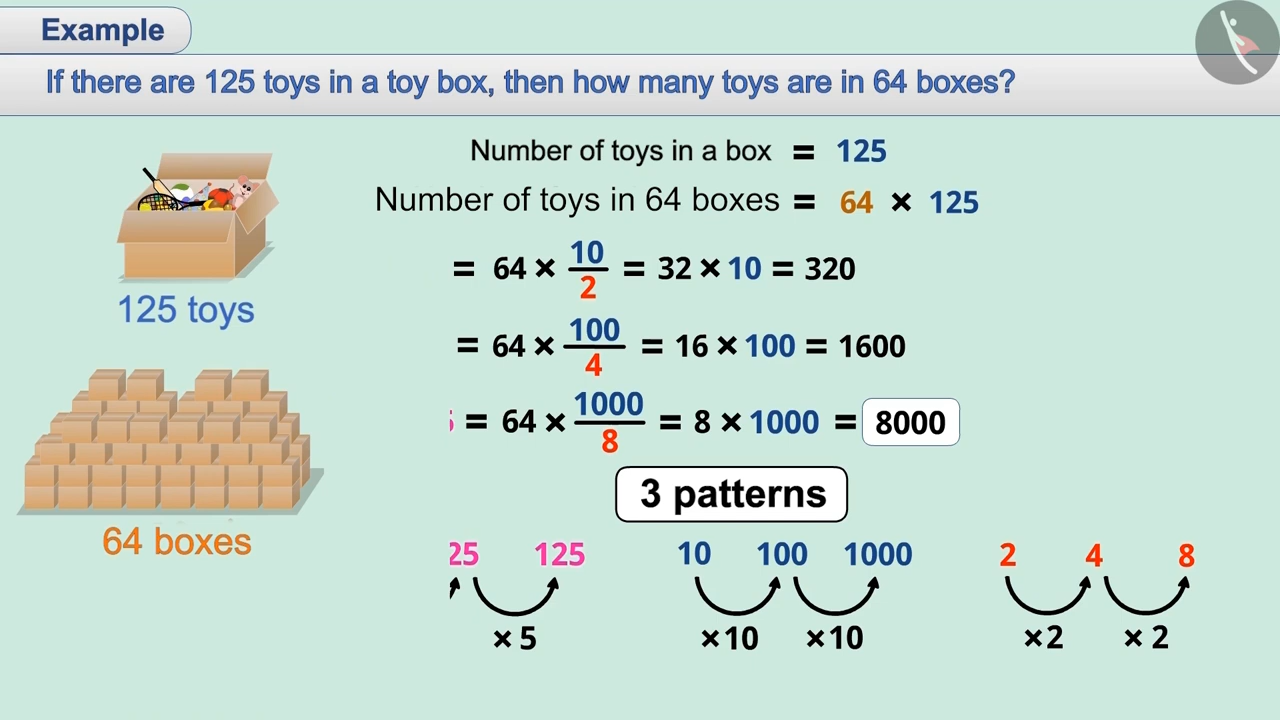 Example
If there are 125 toys in a toy box, then how many toys are in 64 boxes?
Number of toys in a box = 125
Number of toys in 64 boxes = 64 × 125
= 64 × 10/2 = 32 × 10 = 320
= 64 × 100/4 = 16 × 100 = 1600
= 64 × 1000/8 = 8 × 1000 = 8000
125 toys
64 boxes
3 patterns
25 125 10 100 1000 2 4 8
× 5 ×10 ×10 ×2 × 2